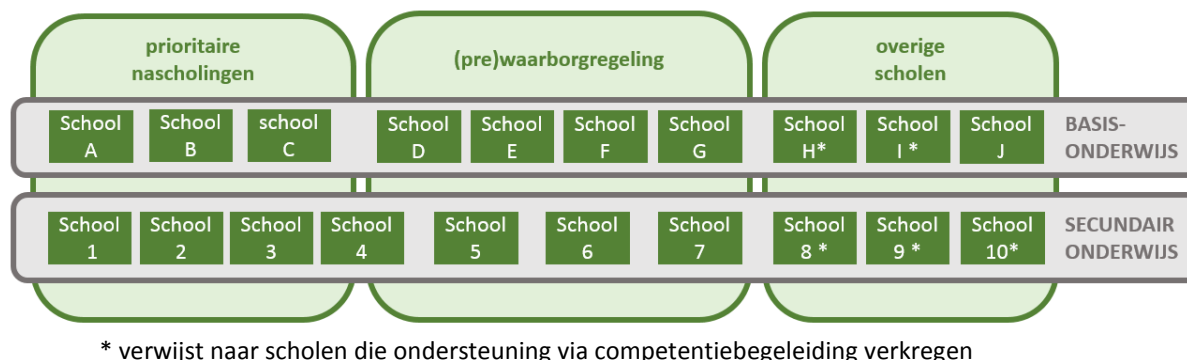 prioritaire
nascholingen
(pre)waarborgregeling
overige
scholen
School
A
School
B
school
C
School
D
School
E
School
F
School
G
School
H*
School
I *
School
J
BASIS-
ONDERWIJS
School
1
School
2
School
3
School
4
School
5
School
6
School
7
School
8 *
School
9 *
School
10*
SECUNDAIR
ONDERWIJS
* verwijst naar scholen die ondersteuning via competentiebegeleiding verkregen